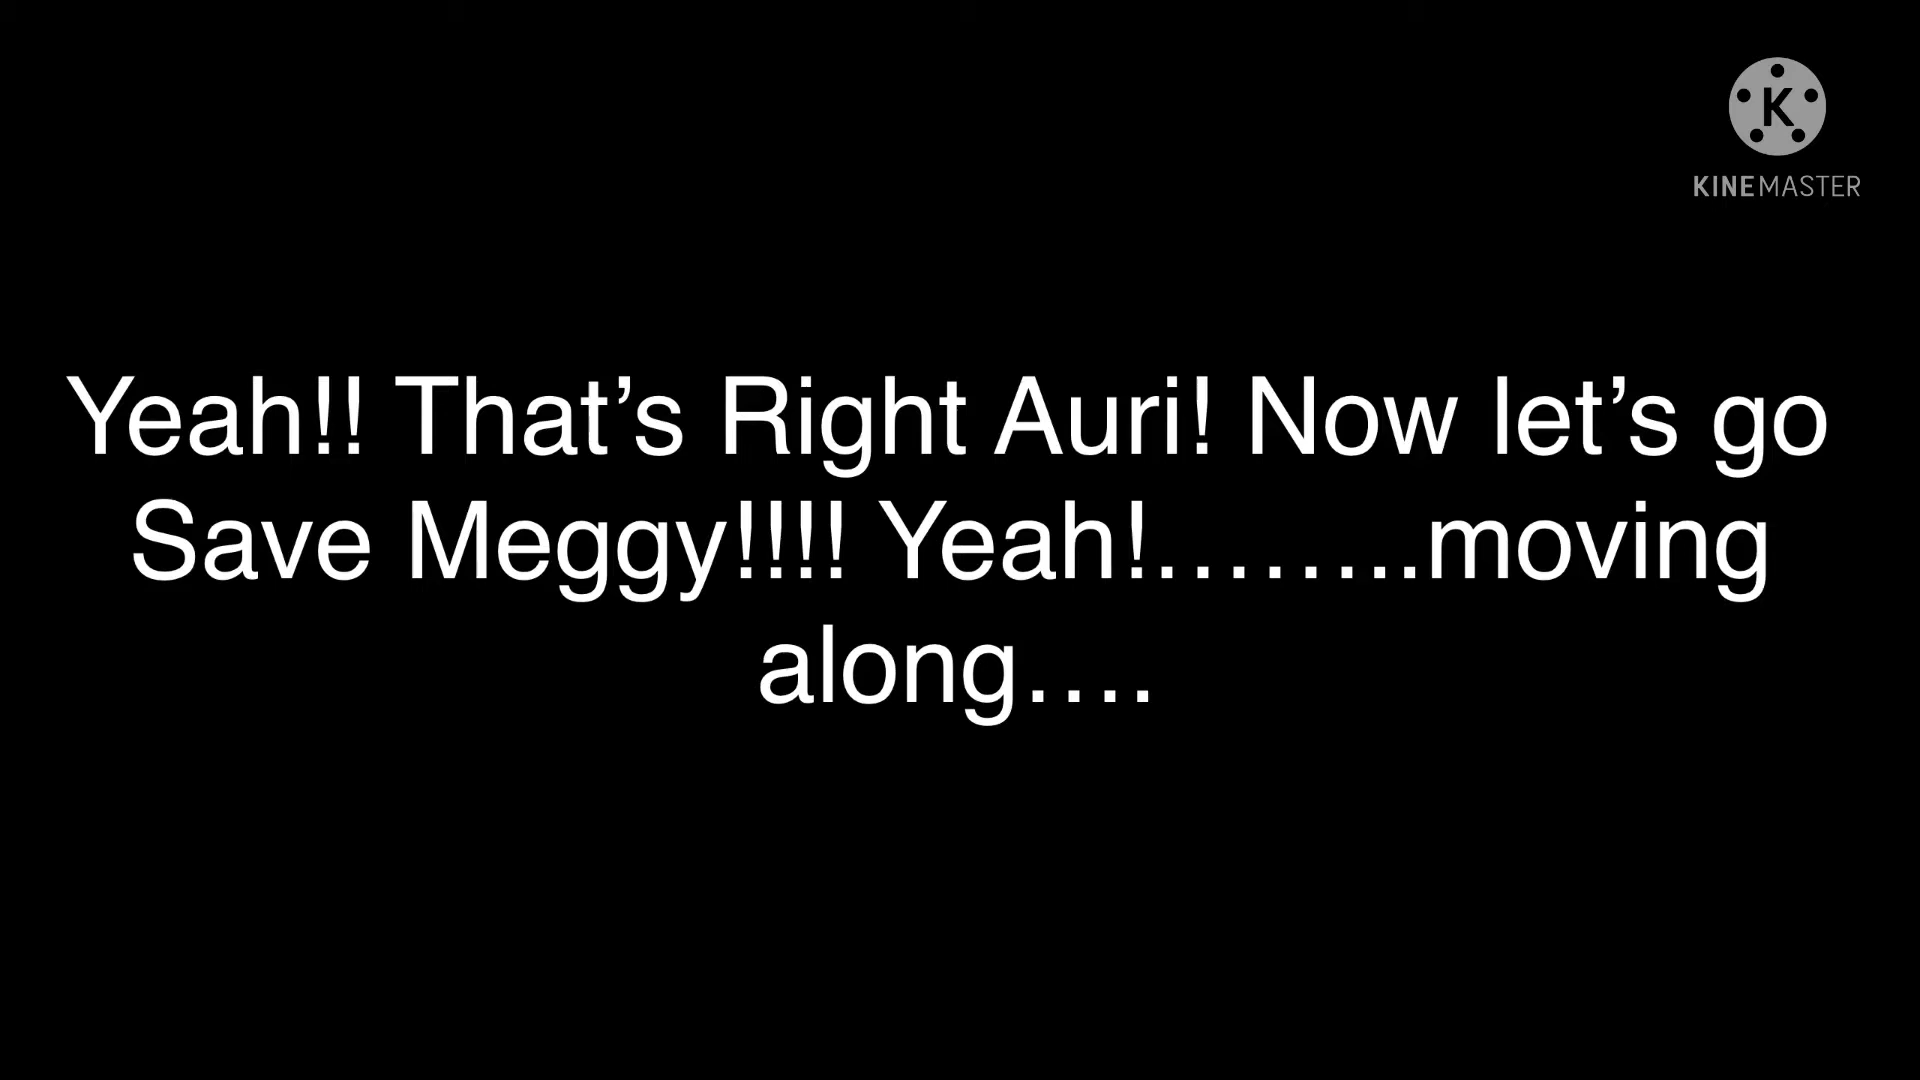 K
KINEMASTER
Yeah!! That’s Right Auri! Now let’s go
Save Meggy!!!! Yeah!……..moving
along….